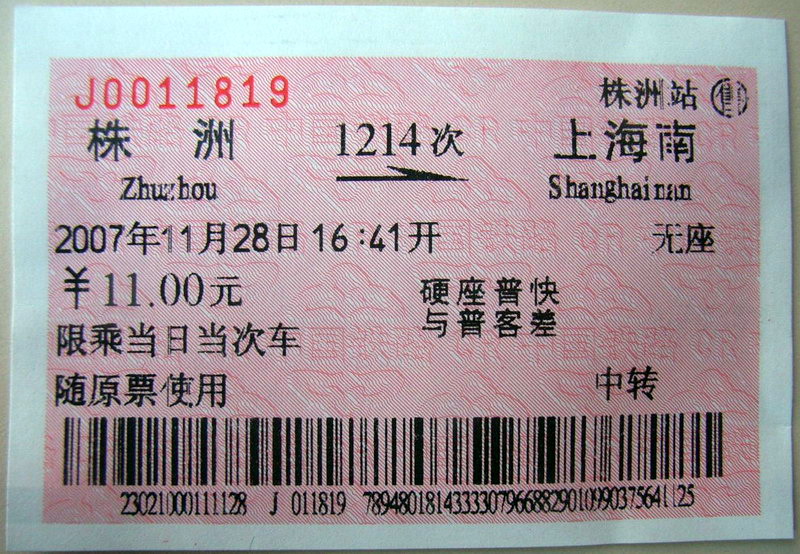 J0011819
株洲站 售
株洲 1214次 上海南
Zhuzhou Shanghainan
2007年11月28日 16:41开 无座
¥11.00元 硬座普快
与普客差
限乘当日当次车
随原票使用 中转
23021000111128 J 011819 78948018143333079668829010990375641125